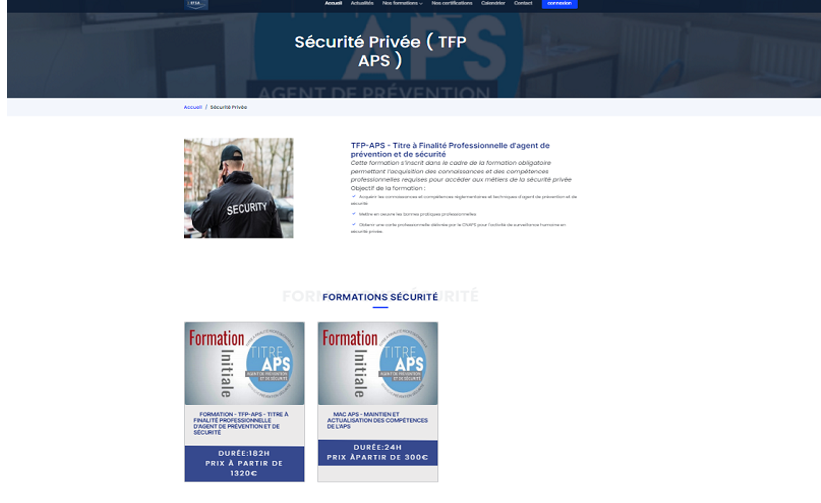 Accueil Actualités Nos formations Nos certifications Calendrier Contact connexion
Sécurité Privée ( TFP
APS )
APS
AGENT DE PRÉVENTION
Accueil / Sécurité Privée
TFP-APS - Titre à Finalité Professionnelle d'agent de
prévention et de sécurité
Cette formation s'inscrit dans le cadre de la formation obligatoire
permettant l'acquisition des connaissances et des compétences
professionnelles requises pour accéder aux métiers de la sécurité privée
Objectif de la formation :
Acquérir les connaissances et compétences réglementaires et techniques d'agent de prévention et de
sécurité
Mettre en œuvre les bonnes pratiques professionnelles
Obtenir une carte professionnelle délivrée par le CNAPS pour l'activité de surveillance humaine en
sécurité privée.
SECURITY
FORMATIONS SÉCURITÉ
Formation
Initiale
TITRE
APS
AGENT DE PRÉVENTION
ET DE SÉCURITÉ
FORMATION - TFP-APS - TITRE À
FINALITÉ PROFESSIONNELLE
D'AGENT DE PRÉVENTION ET DE
SÉCURITÉ
DURÉE:182H
PRIX À PARTIR DE
1320€
Formation
Initiale
TITRE
APS
AGENT DE PRÉVENTION
ET DE SÉCURITÉ
MAC APS - MAINTIEN ET
ACTUALISATION DES COMPÉTENCES
DE L'APS
DURÉE:24H
PRIX ÀPARTIR DE 300€